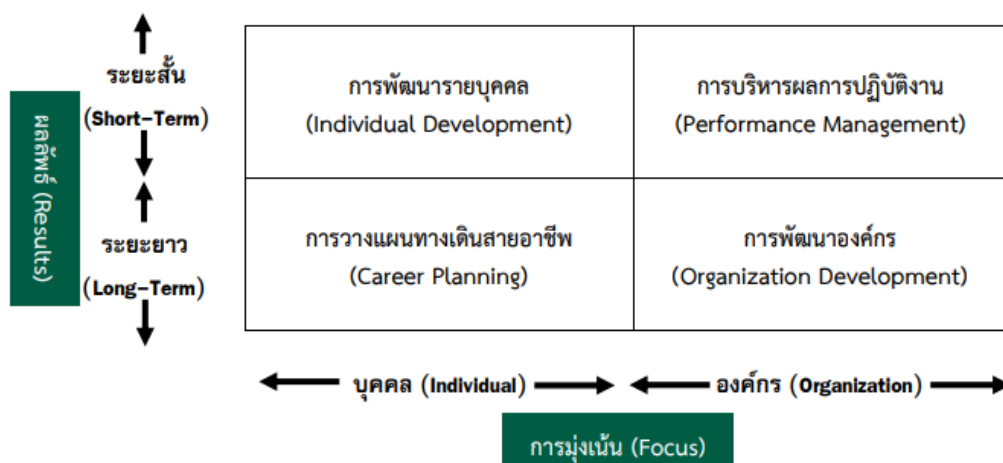 ผลลัพธ์ (Results)
ระยะสั้น
(Short-Term)
ระยะยาว
(Long-Term)
การพัฒนารายบุคคล
(Individual Development)
การบริหารผลการปฏิบัติงาน
(Performance Management)
การวางแผนทางเดินสายอาชีพ
(Career Planning)
การพัฒนาองค์กร
(Organization Development)
บุคคล (Individual)
องค์กร (Organization)
การมุ่งเน้น (Focus)